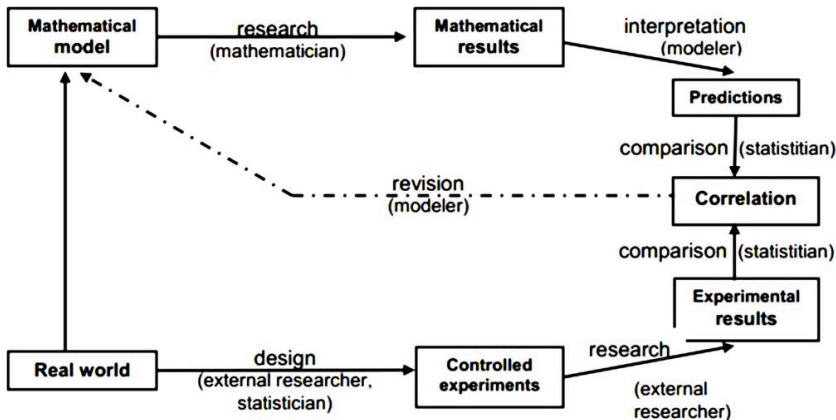 Mathematical
model
research
(mathematician)
Mathematical
results
interpretation
(modeler)
Predictions
comparison (statistitian)
revision
(modeler)
Correlation
comparison (statistitian)
Experimental
results
Real world
design
(external researcher,
statistician)
Controlled
experiments
research
(external
researcher)